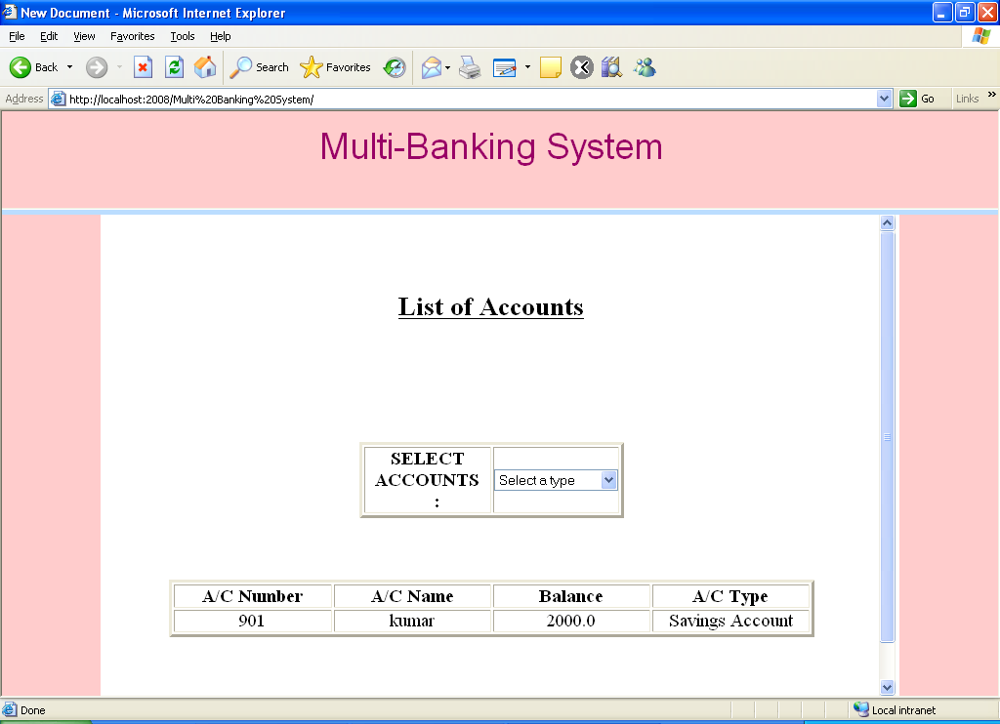 New Document - Microsoft Internet Explorer
File Edit View Favorites Tools Help
Back Search Favorites
Address http://localhost:2008/Multi%20Banking%20System/ Go Links »
Multi-Banking System
List of Accounts
SELECT
ACCOUNTS
:
Select a type
A/C Number A/C Name Balance A/C Type
901 kumar 2000.0 Savings Account
Done Local intranet